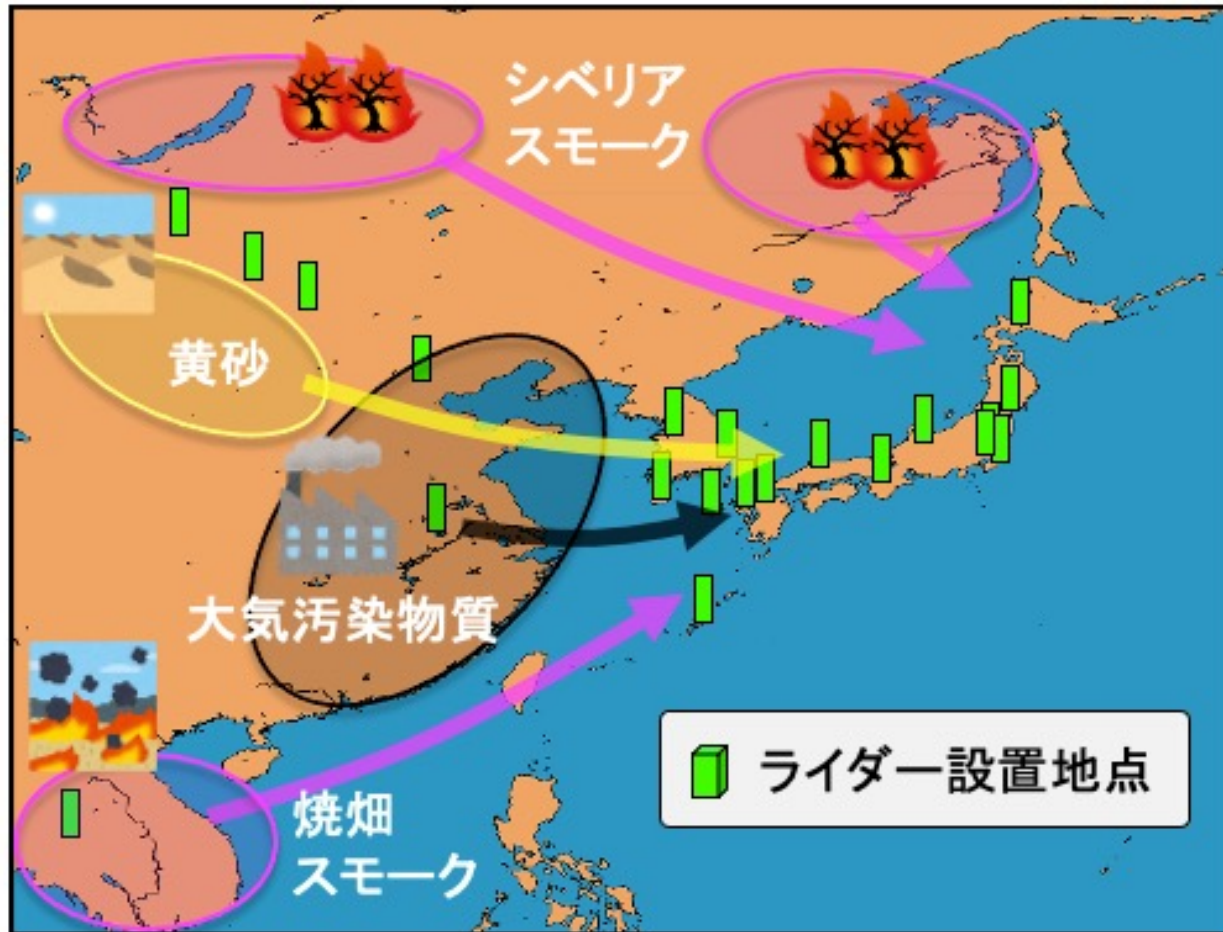 シベリア
スモーク
黄砂
大気汚染物質
焼畑
スモーク
ライダー設置地点